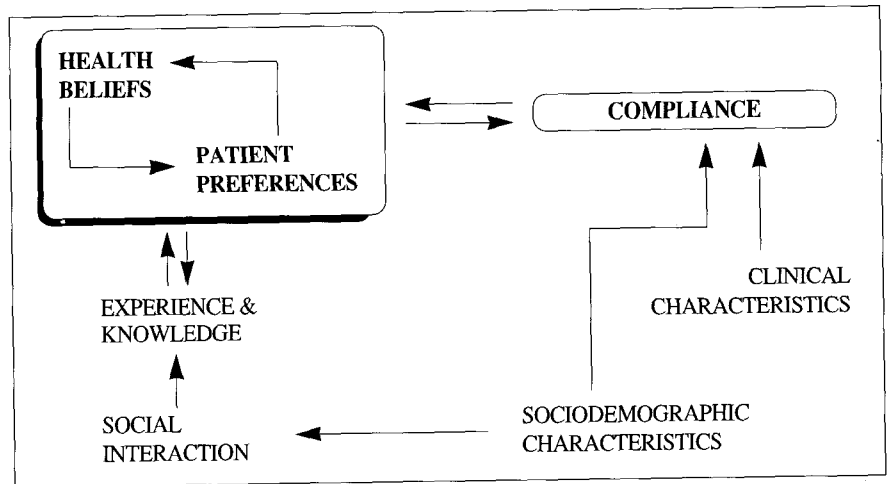 HEALTH
BELIEFS
PATIENT
PREFERENCES
COMPLIANCE
CLINICAL
CHARACTERISTICS
EXPERIENCE &
KNOWLEDGE
SOCIAL
INTERACTION
SOCIODEMOGRAPHIC
CHARACTERISTICS